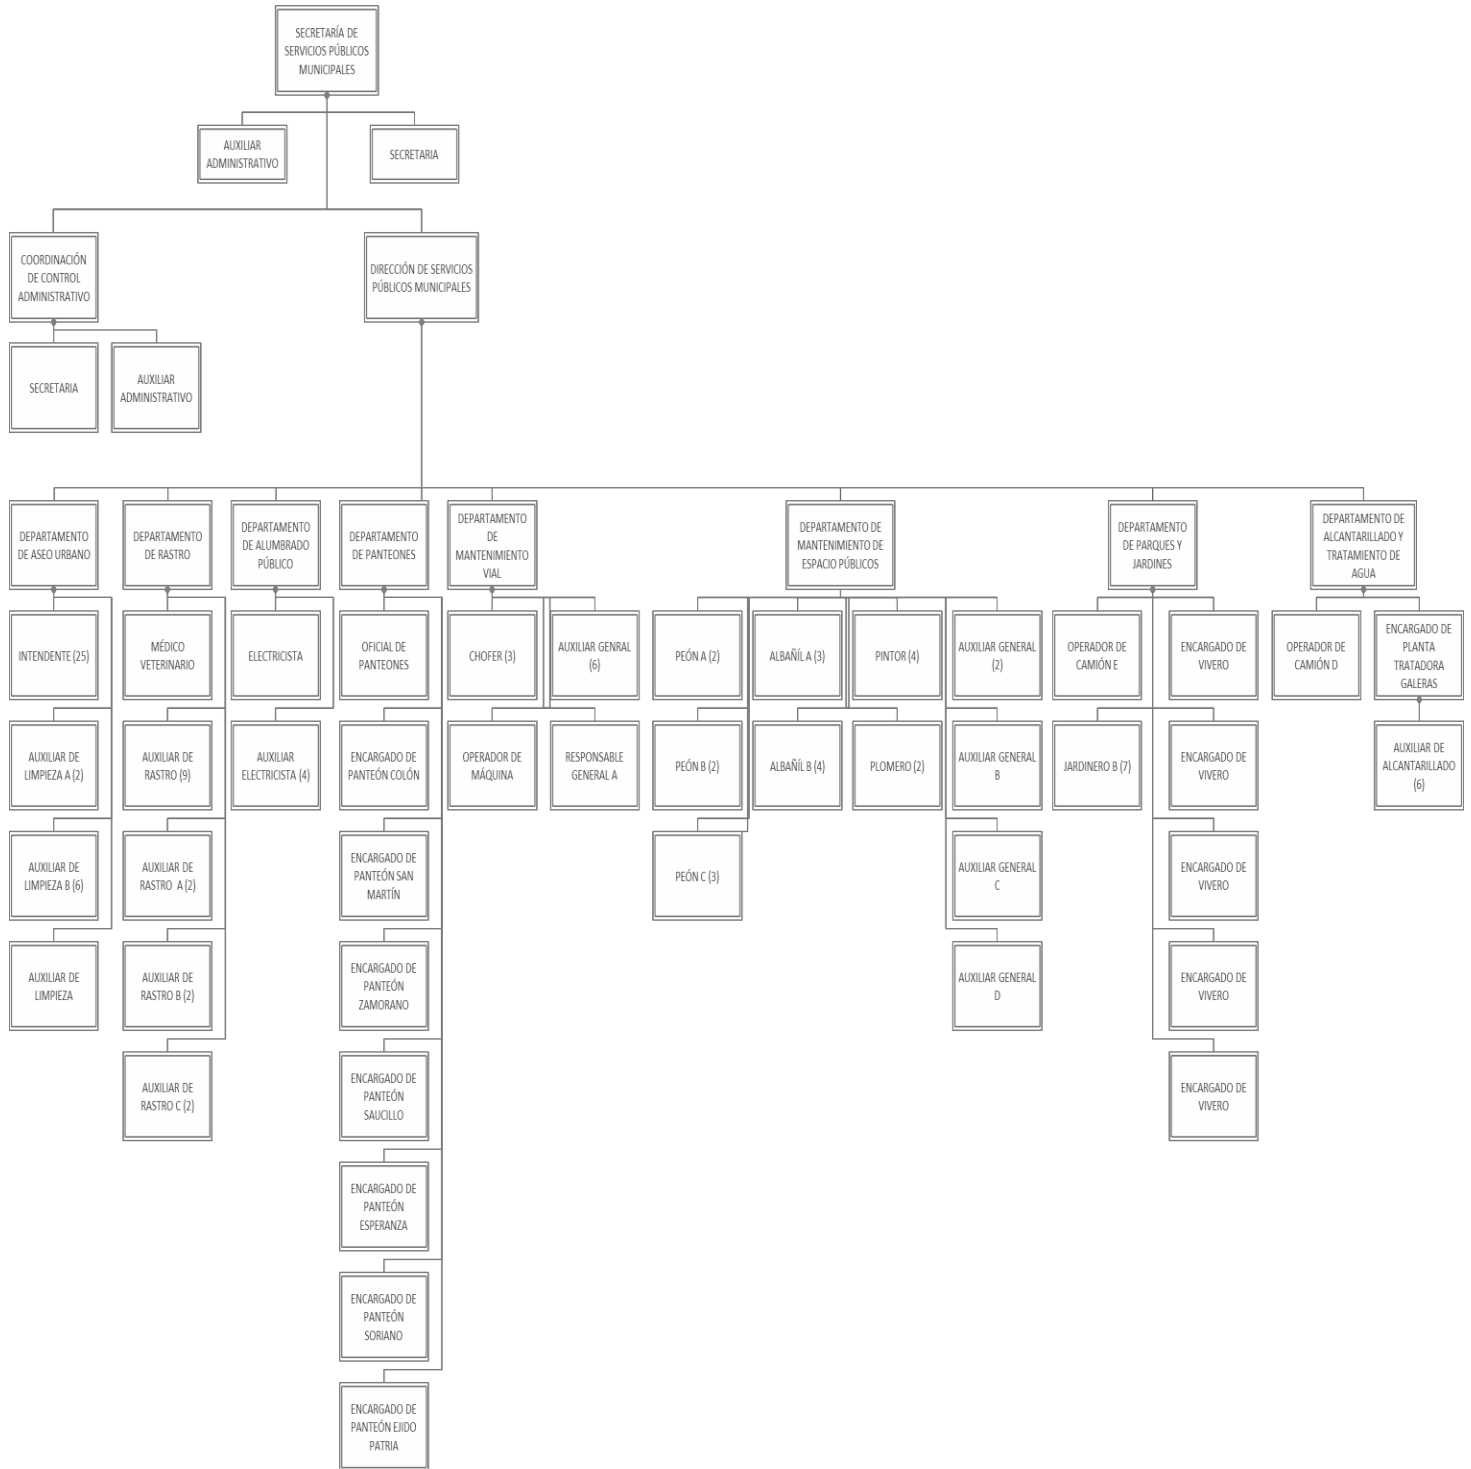 SECRETARÍA DE
SERVICIOS PÚBLICOS
MUNICIPALES
AUXILIAR
ADMINISTRATIVO
SECRETARIA
COORDINACIÓN
DE CONTROL
ADMINISTRATIVO
DIRECCIÓN DE SERVICIOS
PÚBLICOS MUNICIPALES
SECRETARIA
AUXILIAR
ADMINISTRATIVO
DEPARTAMENTO
DE ASEO URBANO
DEPARTAMENTO
DE RASTRO
DEPARTAMENTO
DE ALUMBRADO
PÚBLICO
DEPARTAMENTO
DE PANTEONES
DEPARTAMENTO
DE
MANTENIMIENTO
VIAL
DEPARTAMENTO DE
MANTENIMIENTO DE
ESPACIO PÚBLICOS
DEPARTAMENTO
DE PARQUES Y
JARDINES
DEPARTAMENTO DE
ALCANTARILLADO Y
TRATAMIENTO DE
AGUA
INTENDENTE (25)
MÉDICO
VETERINARIO
ELECTRICISTA
OFICIAL DE
PANTEONES
CHOFER (3)
AUXILIAR GENRAL
(6)
PEÓN A (2)
ALBAÑÍL A (3)
PINTOR (4)
AUXILIAR GENERAL
(2)
OPERADOR DE
CAMIÓN E
ENCARGADO DE
VIVERO
OPERADOR DE
CAMIÓN D
ENCARGADO DE
PLANTA
TRATADORA
GALERAS
AUXILIAR DE
LIMPIEZA A (2)
AUXILIAR DE
RASTRO (9)
AUXILIAR
ELECTRICISTA (4)
ENCARGADO DE
PANTEÓN COLÓN
OPERADOR DE
MÁQUINA
RESPONSABLE
GENERAL A
PEÓN B (2)
ALBAÑÍL B (4)
PLOMERO (2)
AUXILIAR GENERAL
B
JARDINERO B (7)
ENCARGADO DE
VIVERO
AUXILIAR DE
ALCANTARILLADO
(6)
AUXILIAR DE
LIMPIEZA B (6)
AUXILIAR DE
RASTRO A (2)
ENCARGADO DE
PANTEÓN SAN
MARTÍN
PEÓN C (3)
AUXILIAR GENERAL
C
ENCARGADO DE
VIVERO
AUXILIAR DE
LIMPIEZA
AUXILIAR DE
RASTRO B (2)
ENCARGADO DE
PANTEÓN
ZAMORANO
AUXILIAR GENERAL
D
ENCARGADO DE
VIVERO
AUXILIAR DE
RASTRO C (2)
ENCARGADO DE
PANTEÓN
SAUCILLO
ENCARGADO DE
VIVERO
ENCARGADO DE
PANTEÓN
ESPERANZA
ENCARGADO DE
PANTEÓN
SORIANO
ENCARGADO DE
PANTEÓN EJIDO
PATRIA